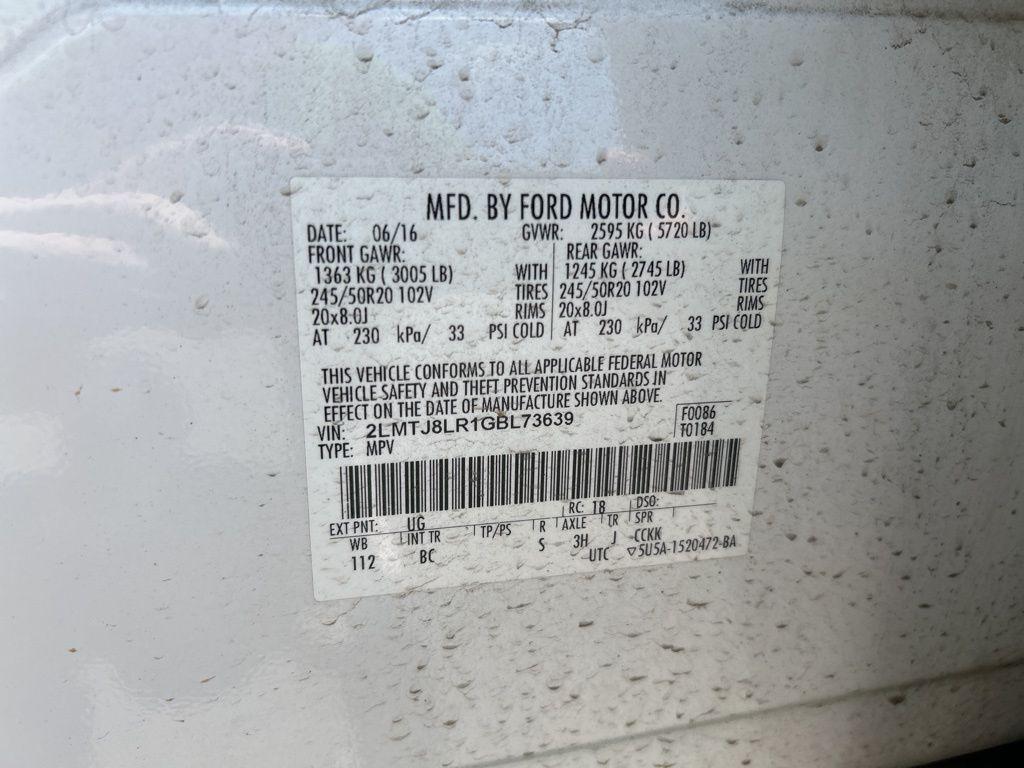 MFD. BY FORD MOTOR CO.
DATE: 06/16 GVWR: 2595 KG ( 5720 LB)
FRONT GAWR: REAR GAWR:
1363 KG ( 3005 LB) WITH 1245 KG ( 2745 LB) WITH
245/50R20 102V TIRES 245/50R20 102V TIRES
20x8.0J RIMS 20x8.0J RIMS
AT 230 kPa/ 33 PSI COLD AT 230 kPa/ 33 PSI COLD
THIS VEHICLE CONFORMS TO ALL APPLICABLE FEDERAL MOTOR
VEHICLE SAFETY AND THEFT PREVENTION STANDARDS IN
EFFECT ON THE DATE OF MANUFACTURE SHOWN ABOVE.
VIN: 2LMTJ8LR1GBL73639 F0086
TYPE: MPV T0184
EXT PNT: UG RC: 18 DSO:
WB INT TR TP/PS R AXLE TR SPR
112 BC S 3H J CCKK
UTC ▽5U5A-1520472-BA